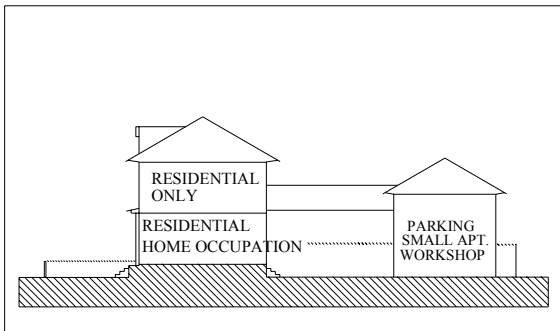 RESIDENTIAL
ONLY
RESIDENTIAL
HOME OCCUPATION
PARKING
SMALL APT.
WORKSHOP